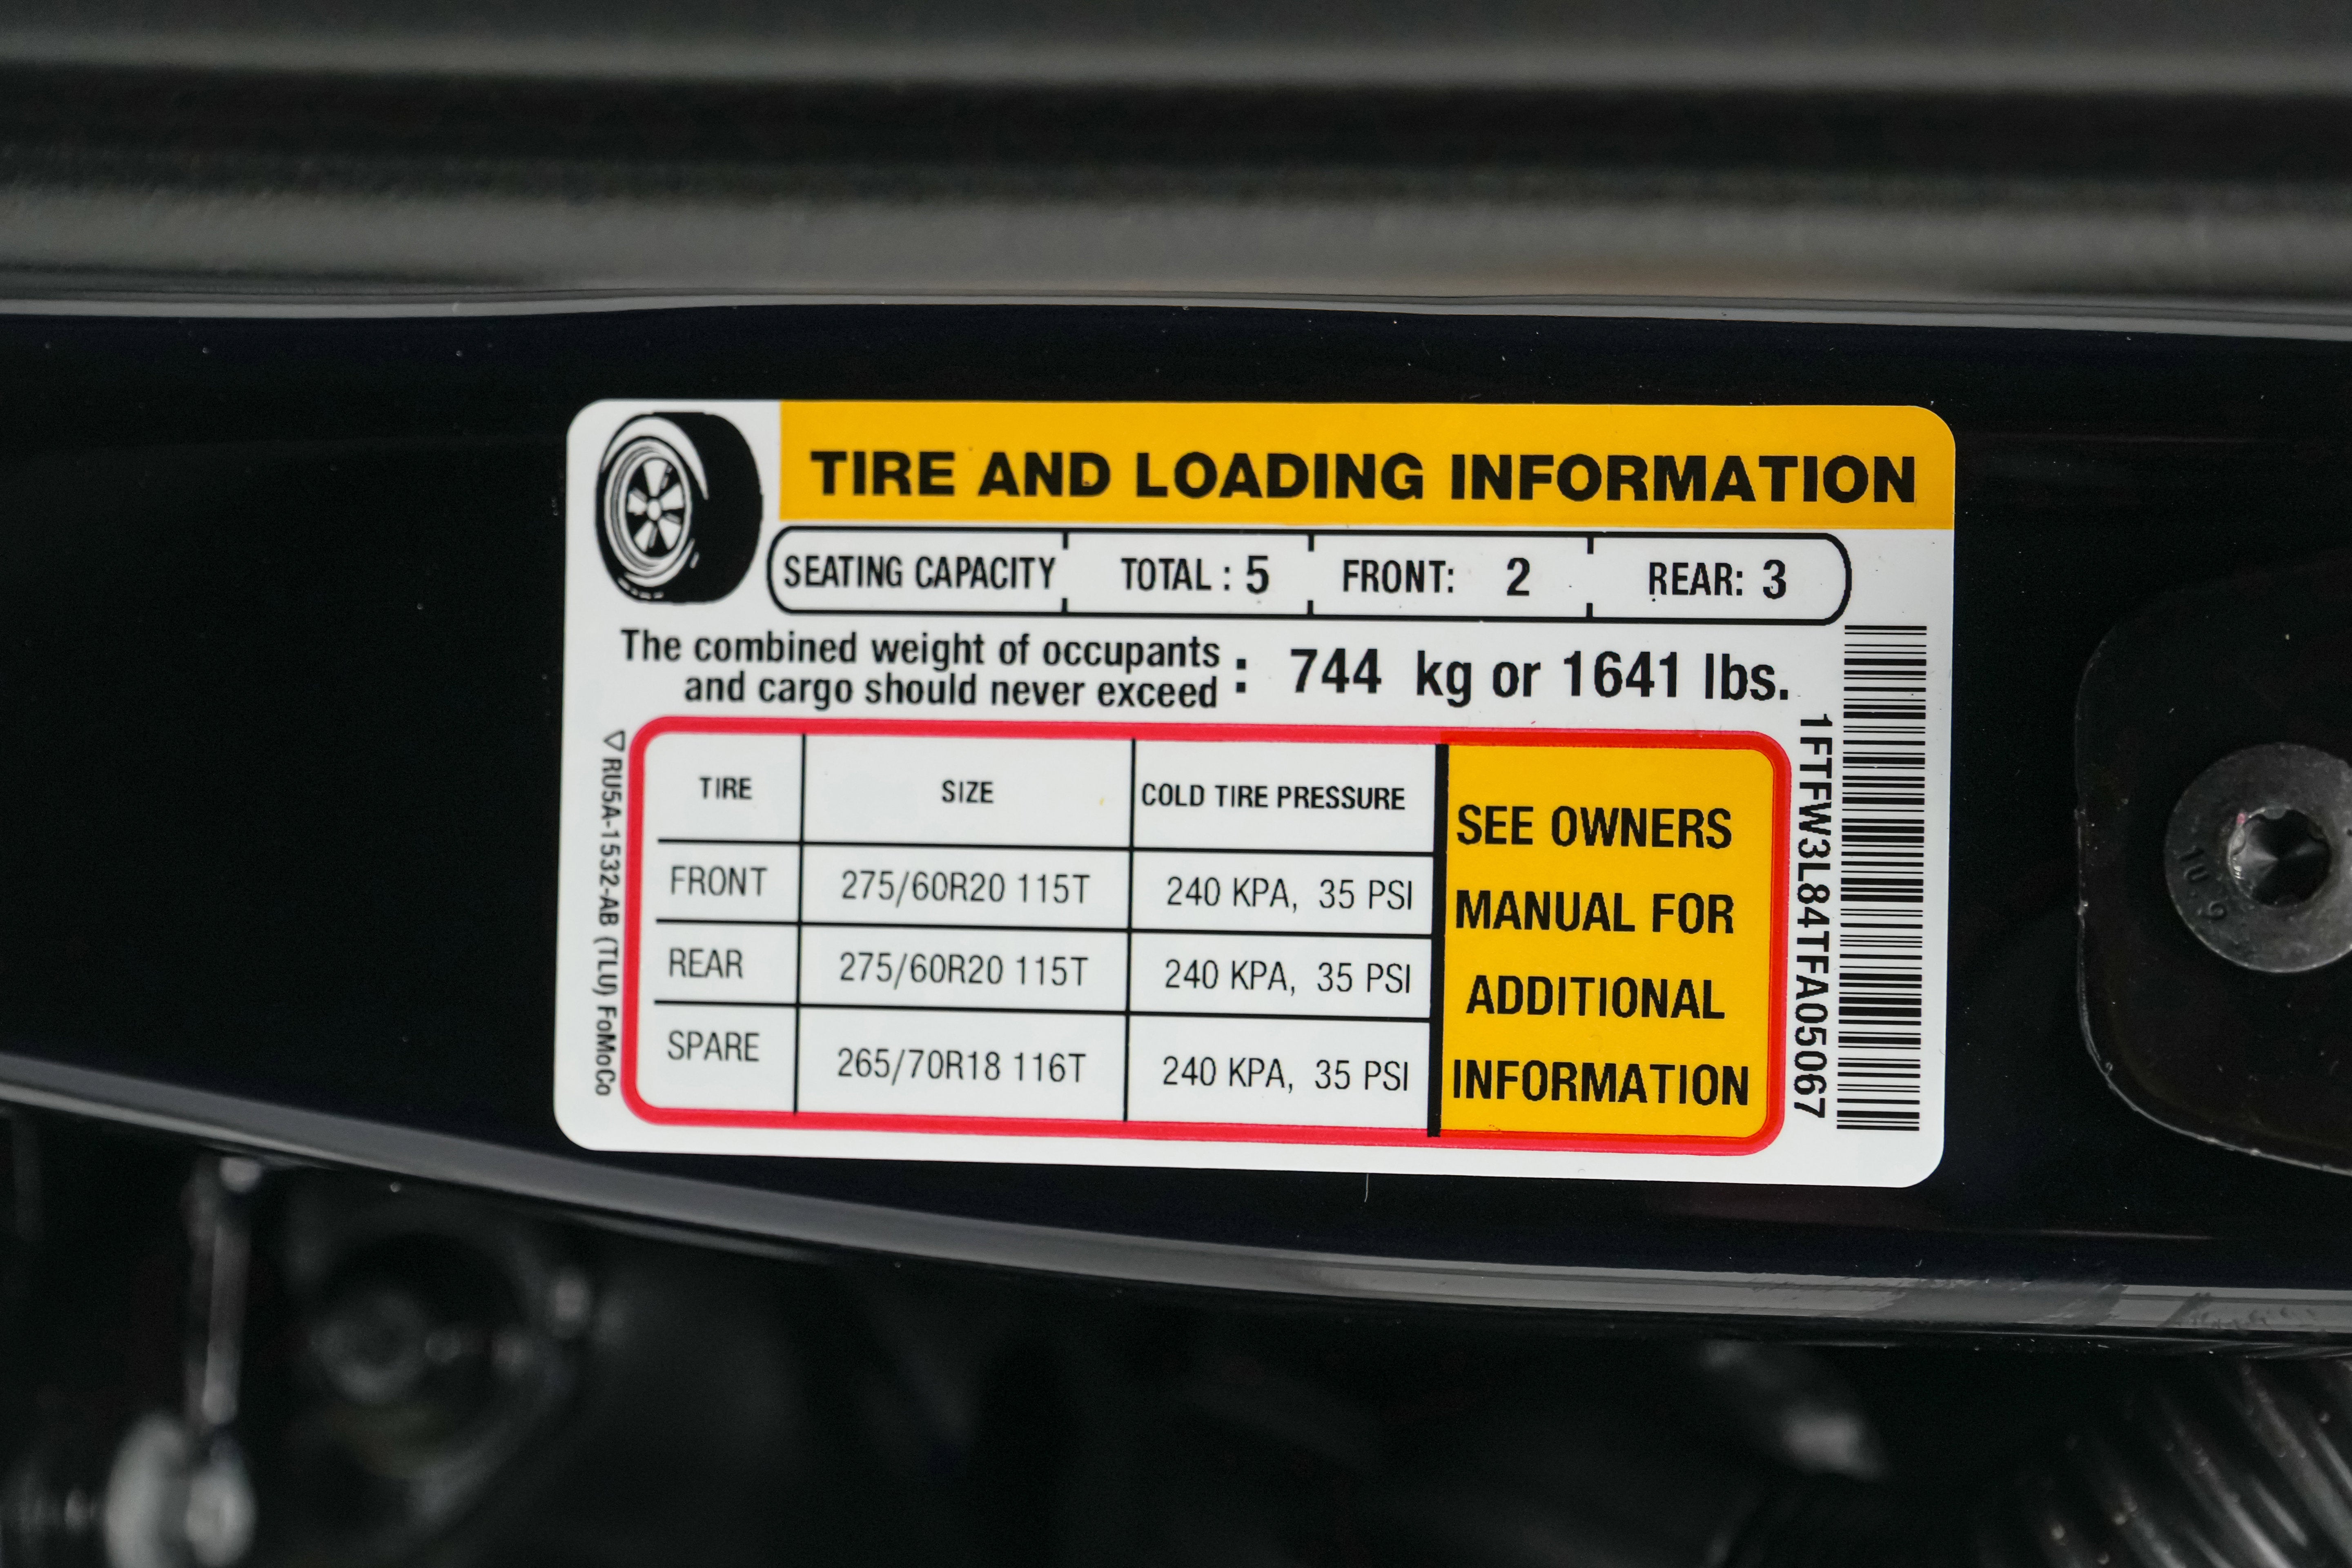 TIRE AND LOADING INFORMATION
SEATING CAPACITY TOTAL : 5 FRONT: 2 REAR: 3
The combined weight of occupants
and cargo should never exceed : 744 kg or 1641 lbs.
TIRE SIZE COLD TIRE PRESSURE
FRONT 275/60R20 115T 240 KPA, 35 PSI
REAR 275/60R20 115T 240 KPA, 35 PSI
SPARE 265/70R18 116T 240 KPA, 35 PSI
SEE OWNERS
MANUAL FOR
ADDITIONAL
INFORMATION
RU5A-1532-AB (TLU) FoMoCo
1FTFW3L84TFA05067